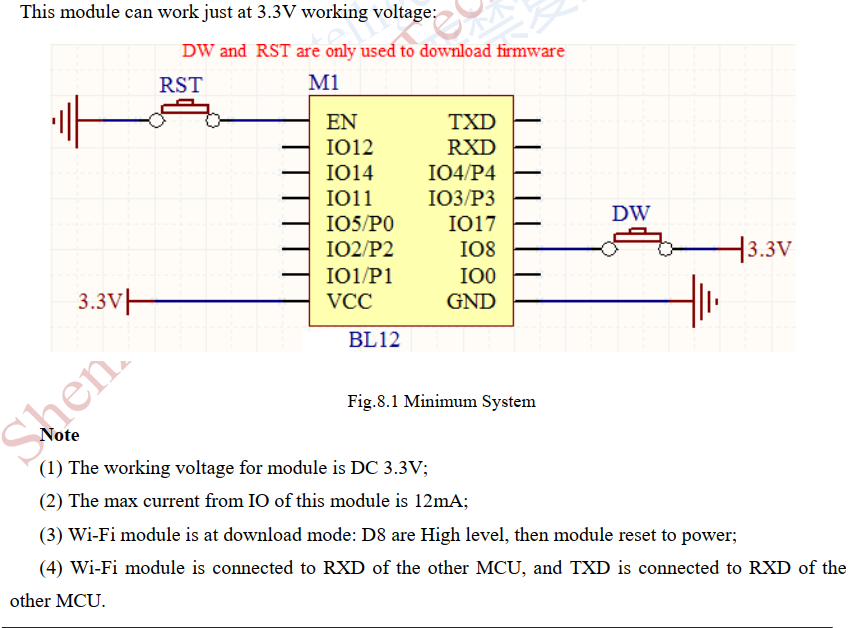 This module can work just at 3.3V working voltage:
DW and RST are only used to download firmware
RST
M1
EN TXD
IO12 RXD
IO14 IO4/P4
IO11 IO3/P3
IO5/P0 IO17
DW
IO2/P2 IO8
3.3V
IO1/P1 IO0
3.3V
VCC GND
BL12
Fig.8.1 Minimum System
Note
(1) The working voltage for module is DC 3.3V;
(2) The max current from IO of this module is 12mA;
(3) Wi-Fi module is at download mode: D8 are High level, then module reset to power;
(4) Wi-Fi module is connected to RXD of the other MCU, and TXD is connected to RXD of the
other MCU.